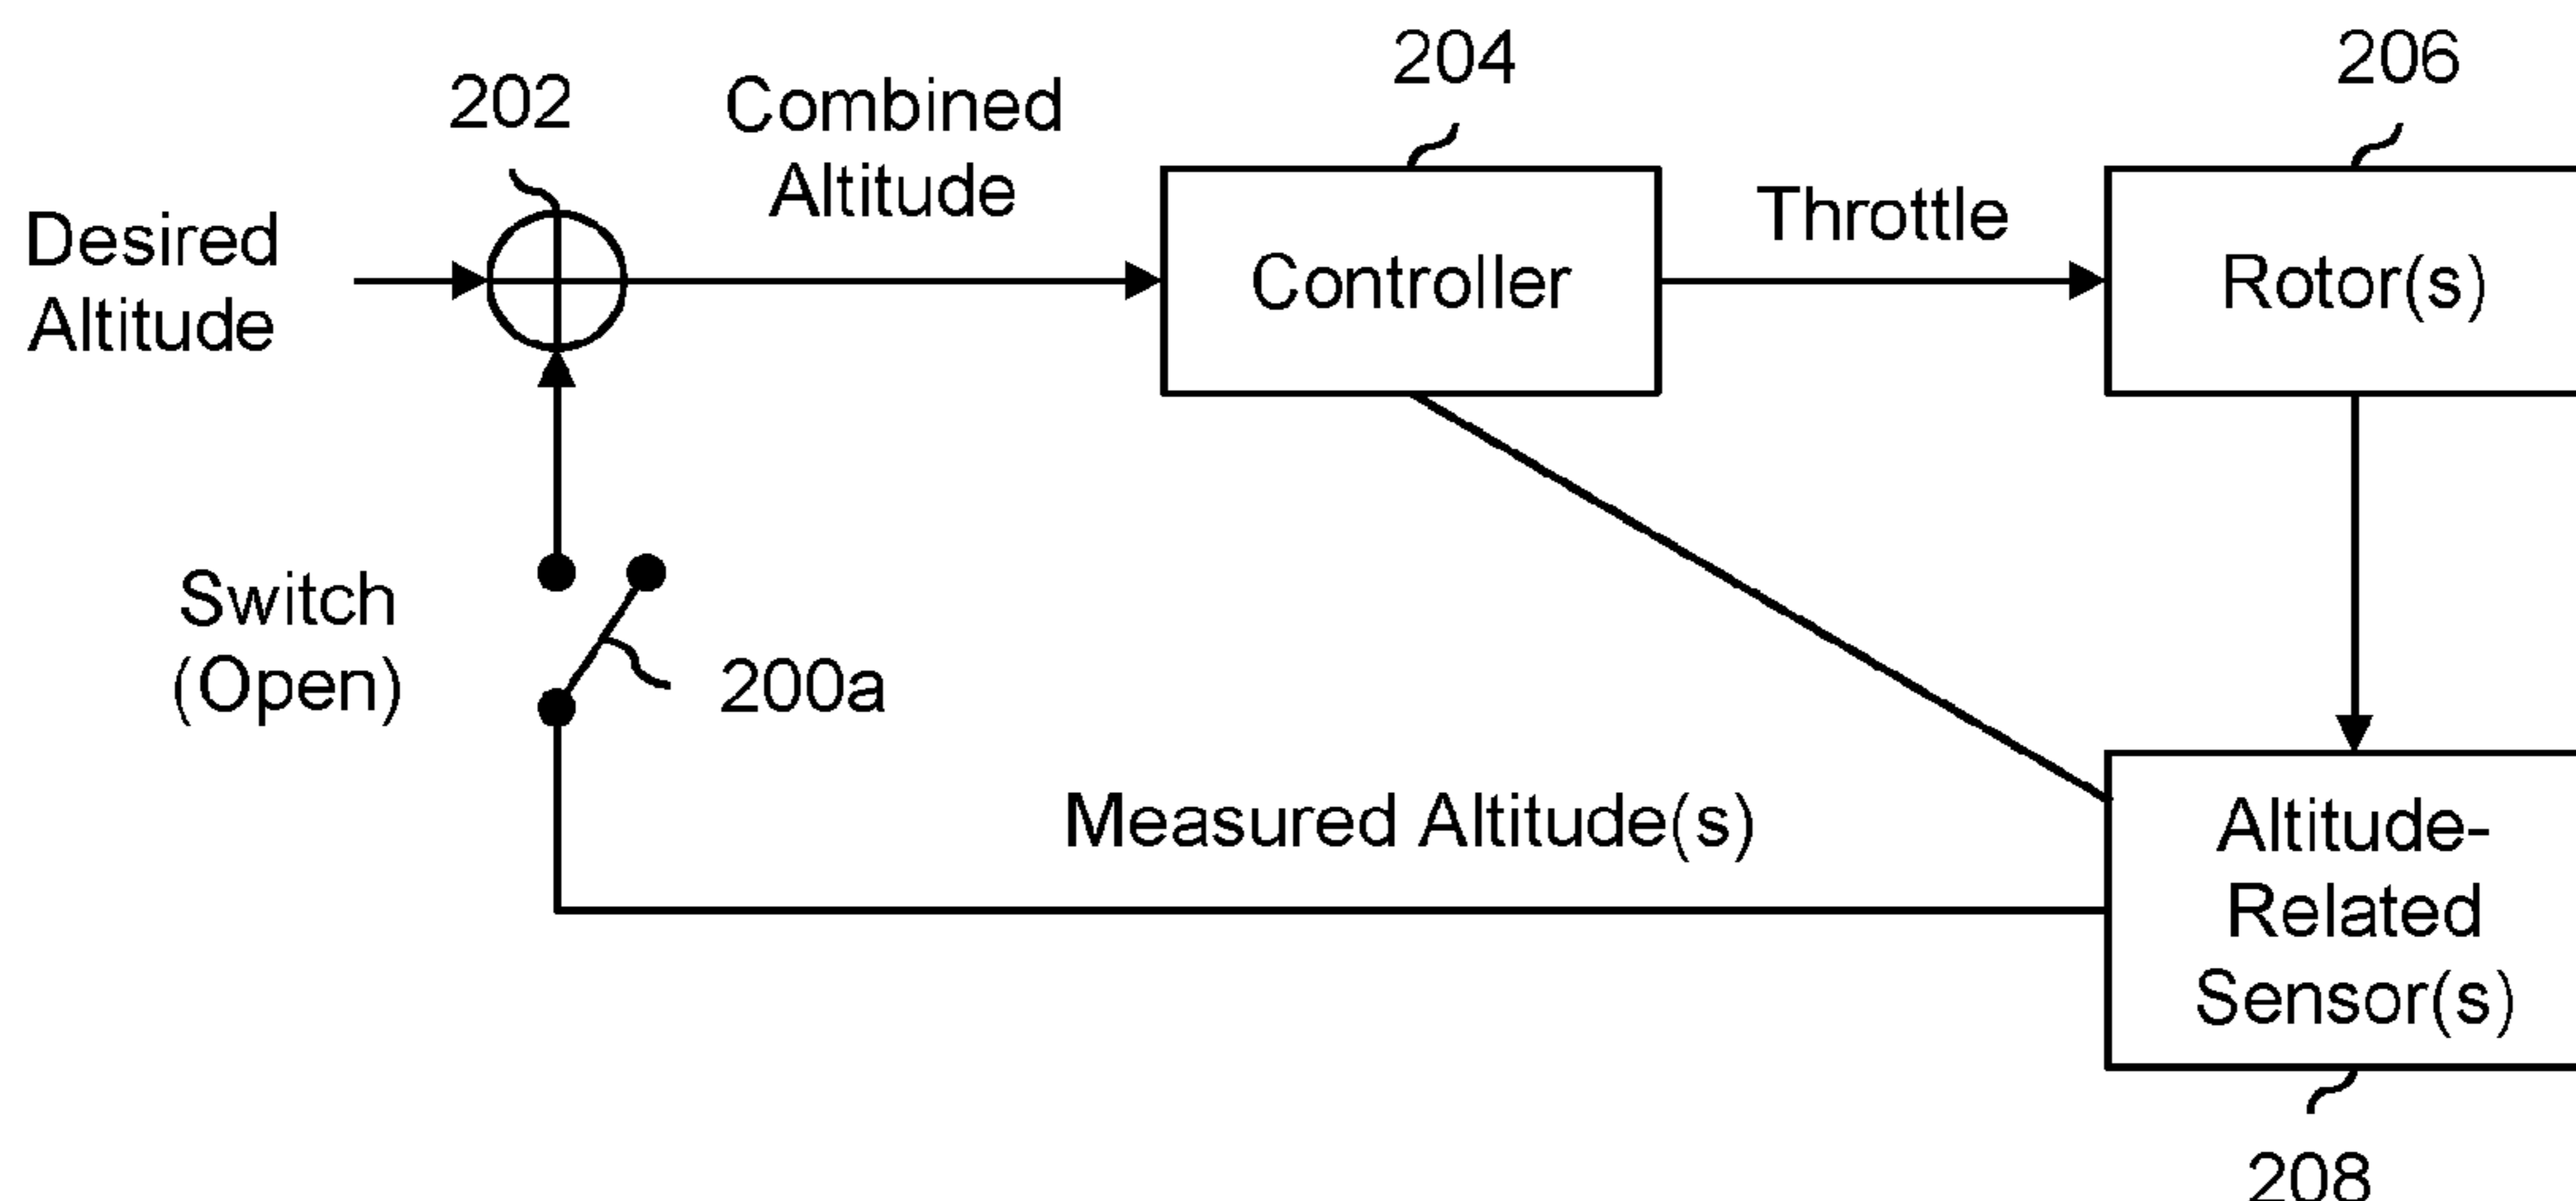 204
206
202
Combined
Altitude
Throttle
Desired
Altitude
Controller
Rotor(s)
Switch
(Open)
200a
Measured Altitude(s)
Altitude-
Related
Sensor(s)
208